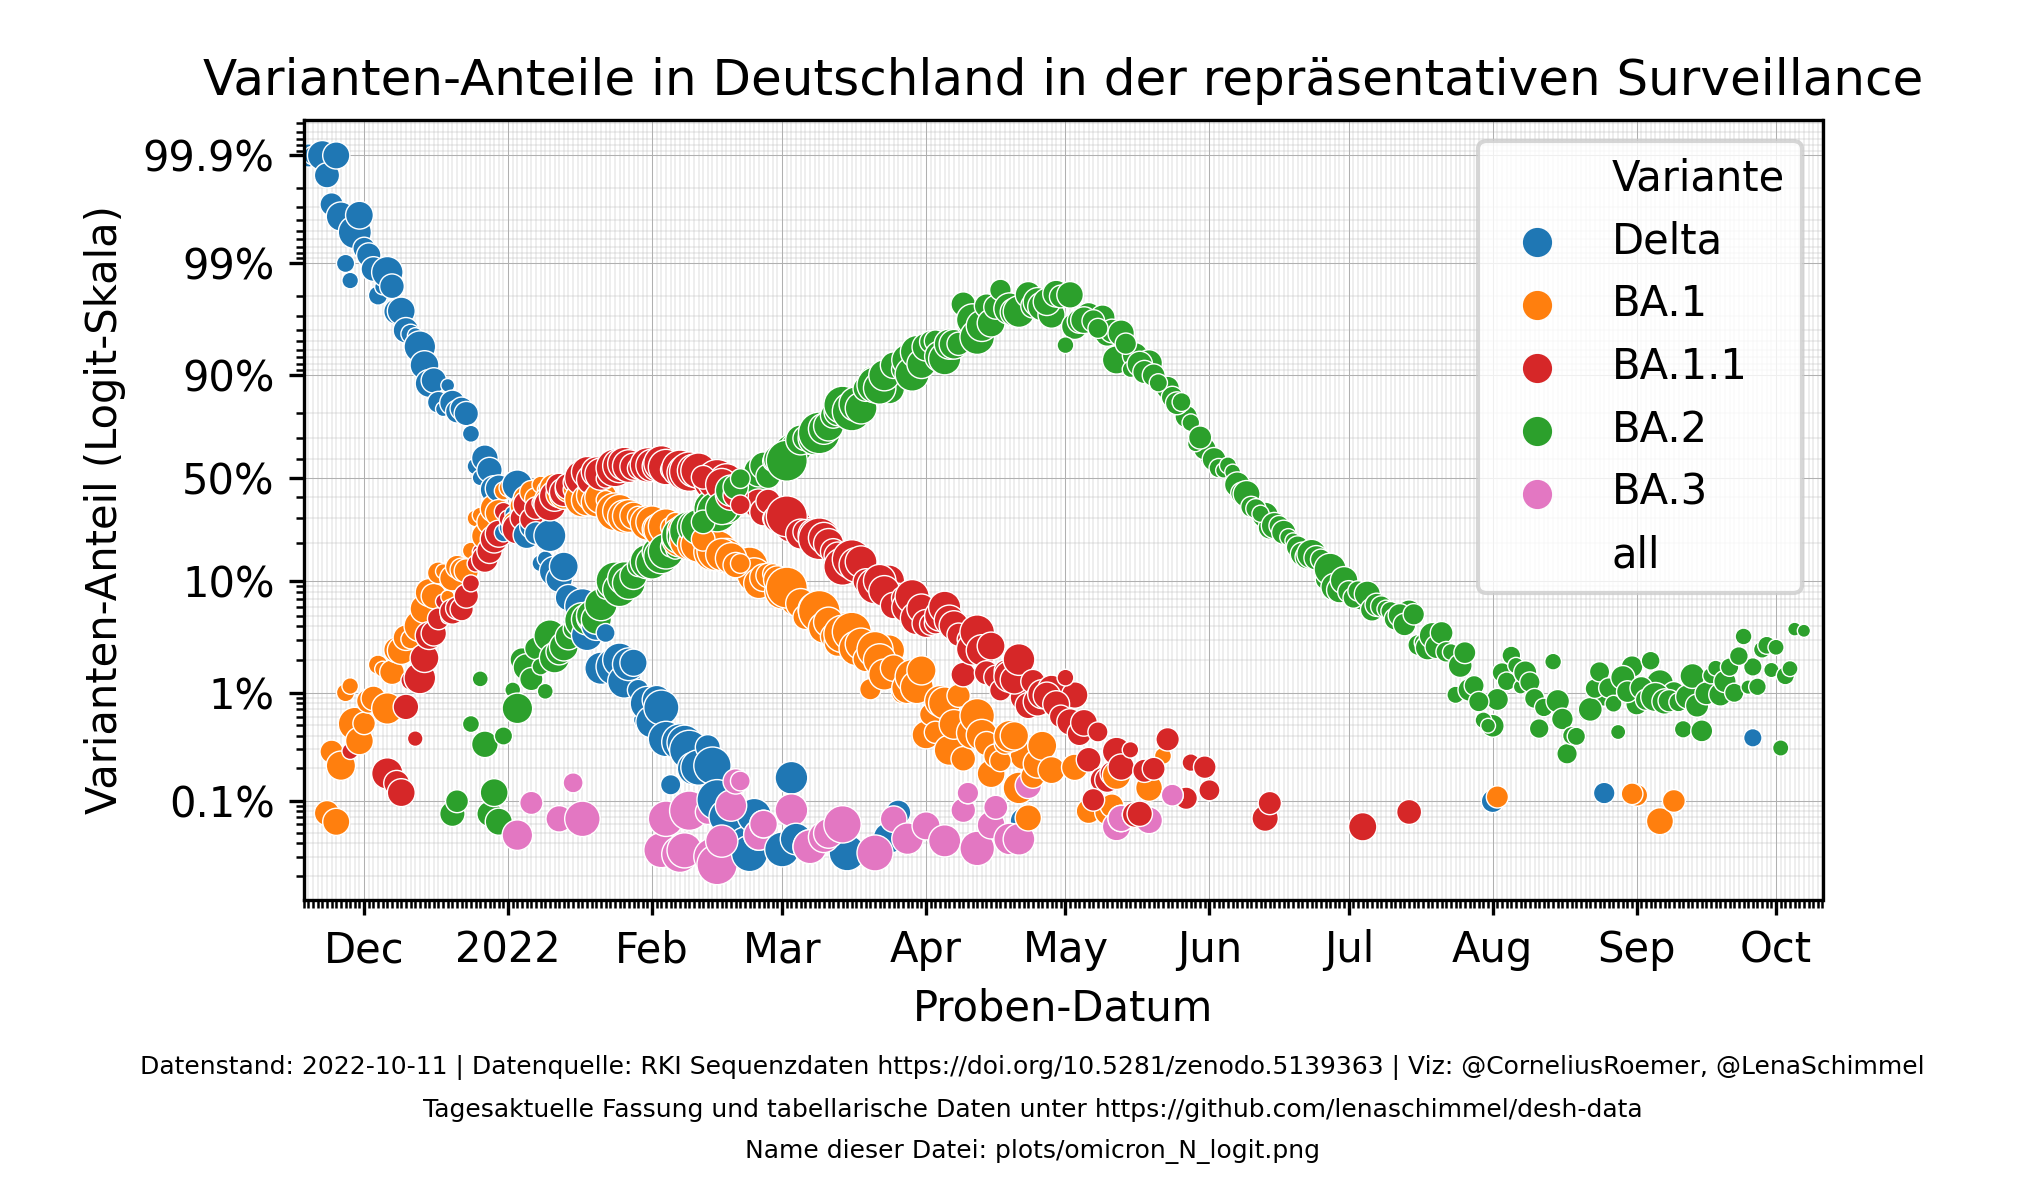 Varianten-Anteile in Deutschland in der repräsentativen Surveillance
99.9%
99%
90%
50%
10%
1%
0.1%
Varianten-Anteil (Logit-Skala)
Variante
Delta
BA.1
BA.1.1
BA.2
BA.3
all
Dec 2022 Feb Mar Apr May Jun Jul Aug Sep Oct
Proben-Datum
Datenstand: 2022-10-11 | Datenquelle: RKI Sequenzdaten https://doi.org/10.5281/zenodo.5139363 | Viz: @CorneliusRoemer, @LenaSchimmel
Tagesaktuelle Fassung und tabellarische Daten unter https://github.com/lenaschimmel/desh-data
Name dieser Datei: plots/omicron_N_logit.png